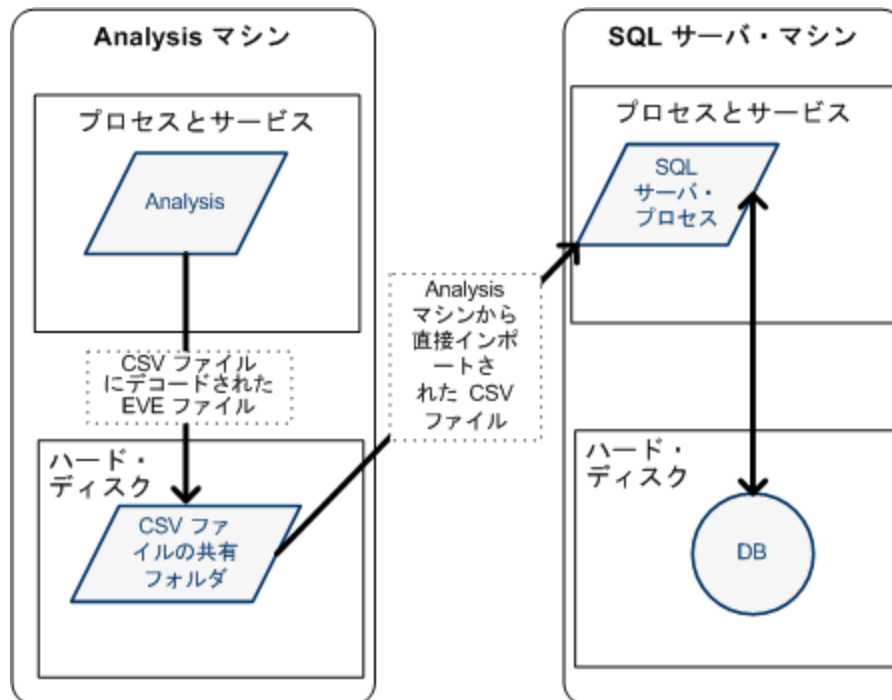 Analysis マシン
プロセスとサービス
Analysis
CSV ファイル
にデコードされた
EVE ファイル
ハード・
ディスク
CSV ファ
イルの共有
フォルダ
Analysis
マシンから
直接インポ
ートさ
れた CSV
ファイル
SQL サーバ・マシン
プロセスとサービス
SQL
サーバ・
プロセス
ハード・
ディスク
DB